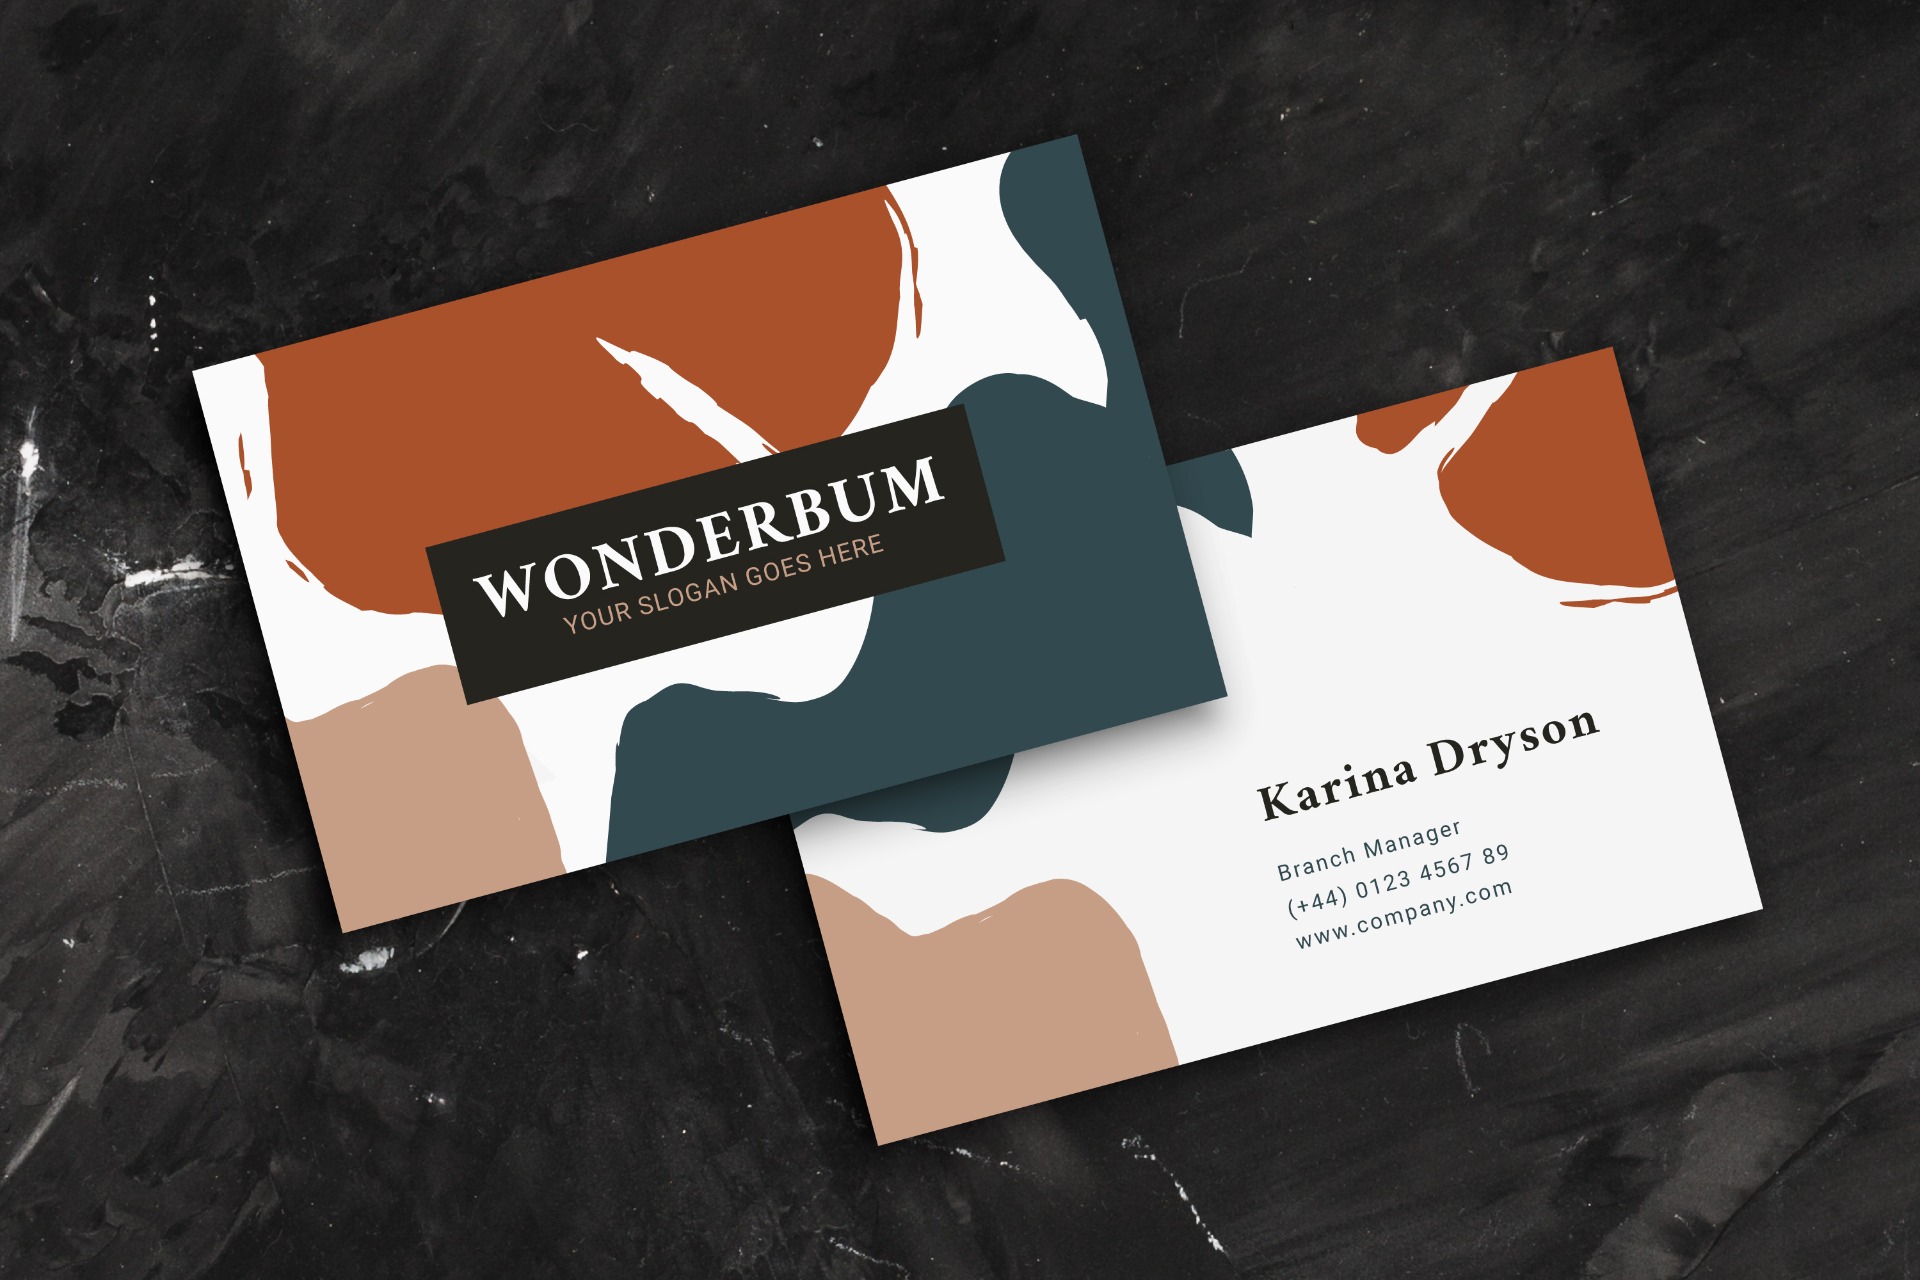 WONDERBUM
YOUR SLOGAN GOES HERE
Karina Dryson
Branch Manager
(+44) 0123 4567 89
www.company.com